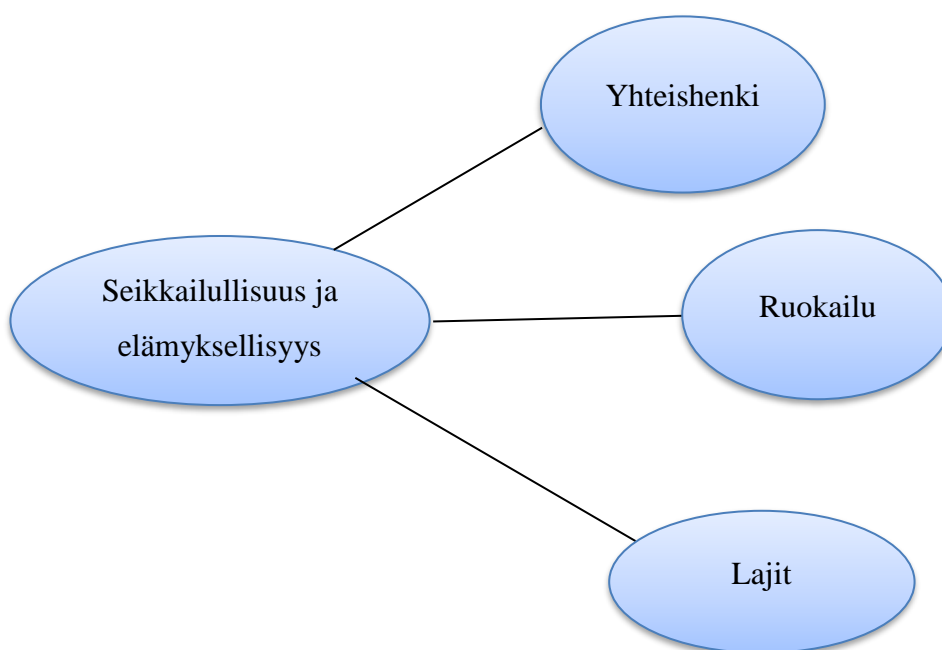 Yhteishenki
Seikkailullisuus ja
elämyksellisyys
Ruokailu
Lajit